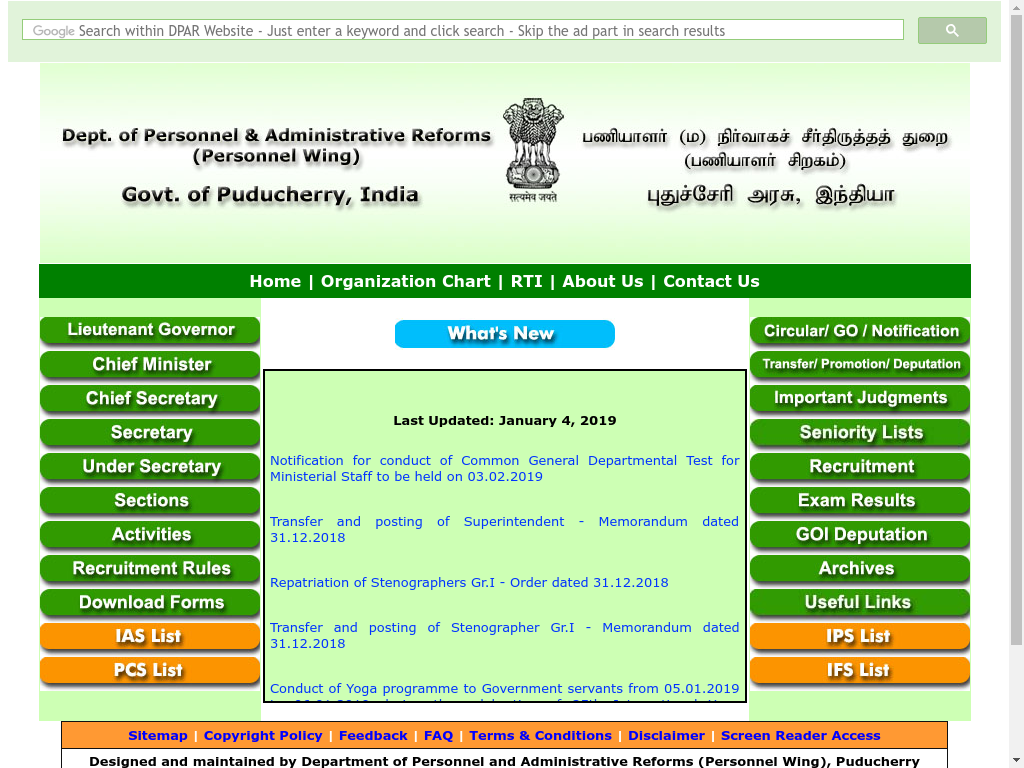 Google Search within DPAR Website - Just enter a keyword and click search - Skip the ad part in search results
Dept. of Personnel & Administrative Reforms
(Personnel Wing)
Govt. of Puducherry, India
सत्यमेव जयते
பணியாளர் (ம) நிர்வாகச் சீர்திருத்தத் துறை
(பணியாளர் சிறகம்)
புதுச்சேரி அரசு, இந்தியா
Home | Organization Chart | RTI | About Us | Contact Us
Lieutenant Governor
Chief Minister
Chief Secretary
Secretary
Under Secretary
Sections
Activities
Recruitment Rules
Download Forms
IAS List
PCS List
What's New
Last Updated: January 4, 2019
Notification for conduct of Common General Departmental Test for
Ministerial Staff to be held on 03.02.2019
Transfer and posting of Superintendent - Memorandum dated
31.12.2018
Repatriation of Stenographers Gr.I - Order dated 31.12.2018
Transfer and posting of Stenographer Gr.I - Memorandum dated
31.12.2018
Conduct of Yoga programme to Government servants from 05.01.2019
Circular/ GO / Notification
Transfer/ Promotion/ Deputation
Important Judgments
Seniority Lists
Recruitment
Exam Results
GOI Deputation
Archives
Useful Links
IPS List
IFS List
Sitemap | Copyright Policy | Feedback | FAQ | Terms & Conditions | Disclaimer | Screen Reader Access
Designed and maintained by Department of Personnel and Administrative Reforms (Personnel Wing), Puducherry